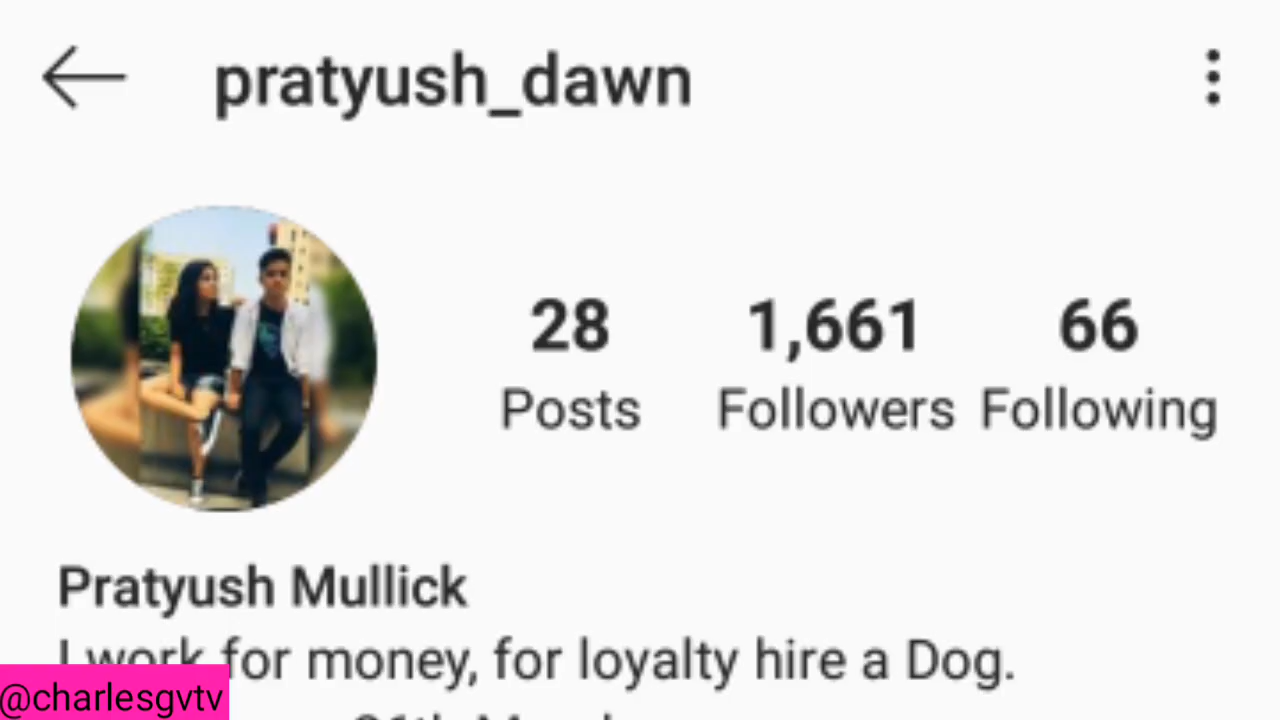 pratyush_dawn
28 1,661 66
Posts Followers Following
Pratyush Mullick
I work for money, for loyalty hire a Dog.
@charlesgvtv